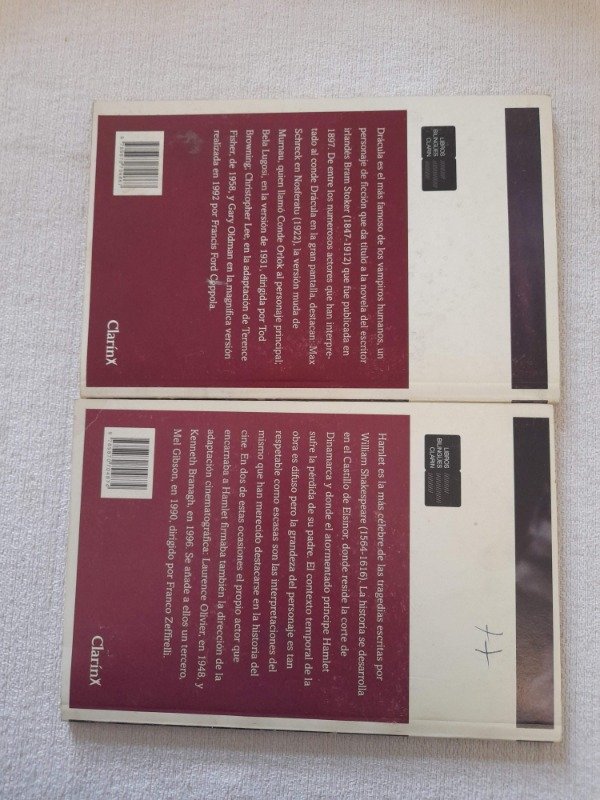 LIBROS
BILINGÜES
CLARÍN
Drácula es el más famoso de los vampiros humanos, un
personaje de ficción que da título a la novela del escritor
irlandés Bram Stoker (1847-1912) que fue publicada en
1897. De entre los numerosos actores que han interpre-
tado al conde Drácula en la gran pantalla, destacan: Max
Schreck en Nosferatu (1922), la versión muda de
Murnau, quien llamó Conde Orlok al personaje principal;
Bela Lugosi, en la versión de 1931, dirigida por Tod
Browning; Christopher Lee, en la adaptación de Terence
Fisher, de 1958, y Gary Oldman en la magnífica versión
realizada en 1992 por Francis Ford Coppola.
Clarín
LIBROS
BILINGÜES
CLARÍN
Hamlet es la más célebre de las tragedias escritas por
William Shakespeare (1564-1616). La historia se desarrolla
en el Castillo de Elsinor, donde reside la corte de
Dinamarca y donde el atormentado príncipe Hamlet
sufre la pérdida de su padre. El contexto temporal de la
obra es difuso pero la grandeza del personaje es tan
respetable como escasas son las interpretaciones del
mismo que han merecido destocarse en la historia del
cine. En dos de estas ocasiones el propio actor que
encarnaba a Hamlet firmaba también la dirección de la
adaptación cinematográfica: Laurence Olivier, en 1948, y
Kenneth Branagh, en 1996. Se añade a ellos un tercero,
Mel Gibson, en 1990, dirigido por Franco Zeffirelli.
Clarín